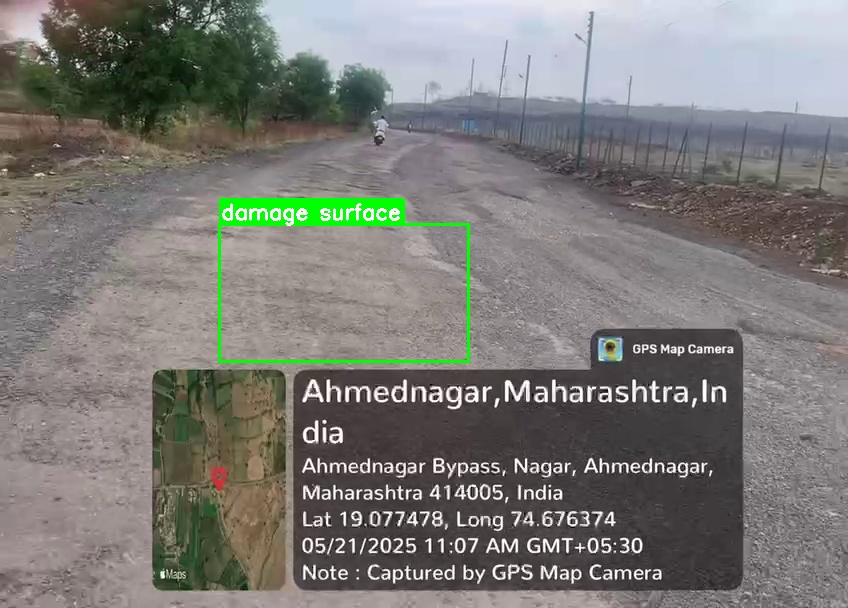 damage surface
GPS Map Camera
Ahmednagar,Maharashtra,In
dia
Ahmednagar Bypass, Nagar, Ahmednagar,
Maharashtra 414005, India
Lat 19.077478, Long 74.676374
05/21/2025 11:07 AM GMT+05:30
Note : Captured by GPS Map Camera
Maps